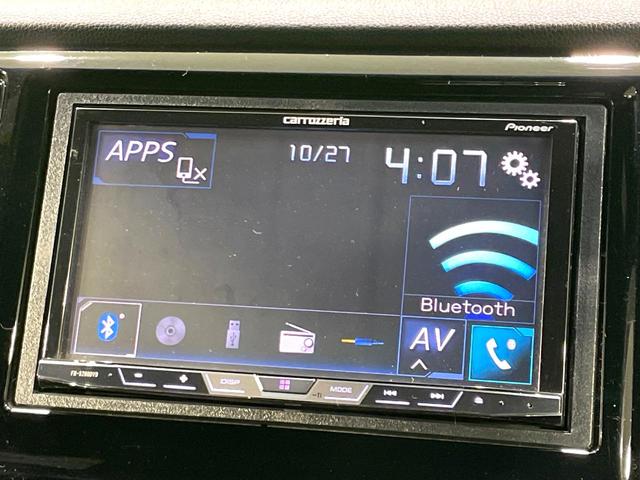 carrozzeria
Pioneer
APPS
10/27
4:07
Bluetooth
AV
DISP
MODE